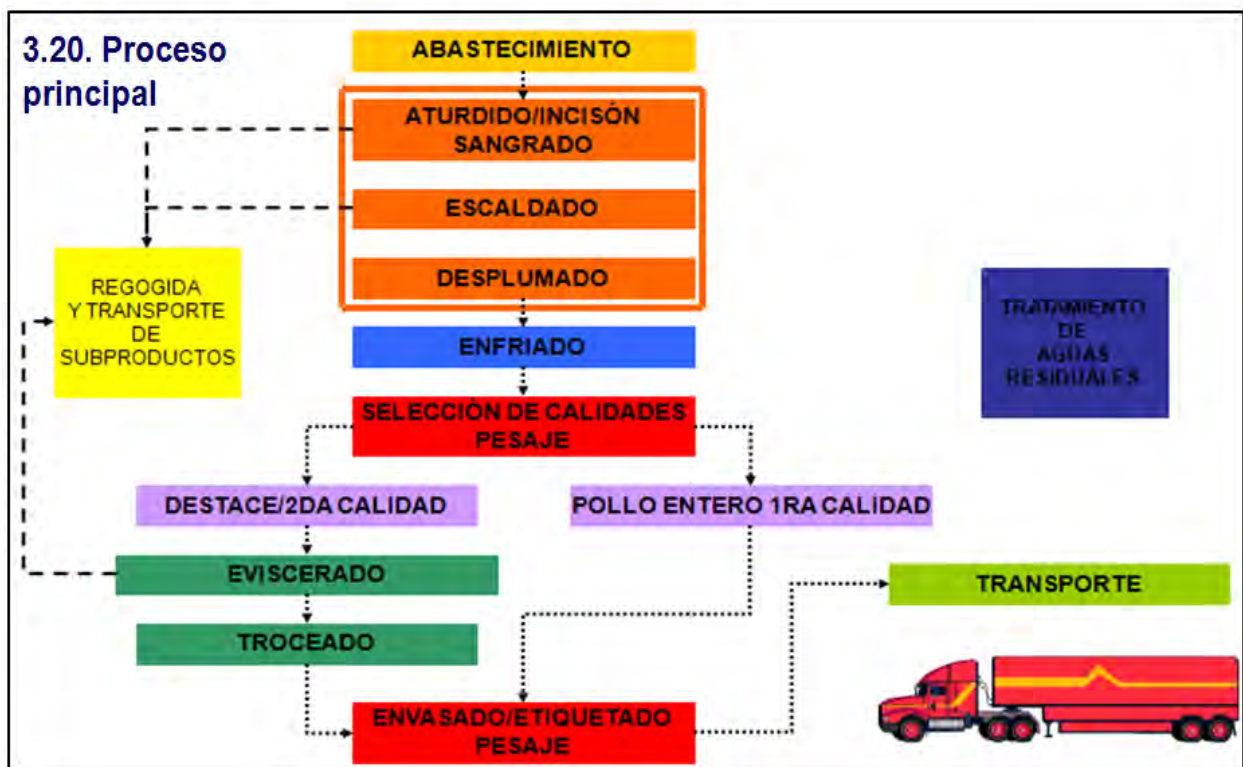 3.20. Proceso
principal
ABASTECIMIENTO
ATURDIDO/INCISÓN
SANGRADO
ESCALDADO
DESPLUMADO
REGOGIDA
Y TRANSPORTE
DE
SUBPRODUCTOS
TRATAMIENTO
DE
AGUAS
RESIDUALES
ENFRIADO
SELECCIÓN DE CALIDADES
PESAJE
DESTACE/2DA CALIDAD
POLLO ENTERO 1RA CALIDAD
EVISCERADO
TRANSPORTE
TROCEADO
ENVASADO/ETIQUETADO
PESAJE